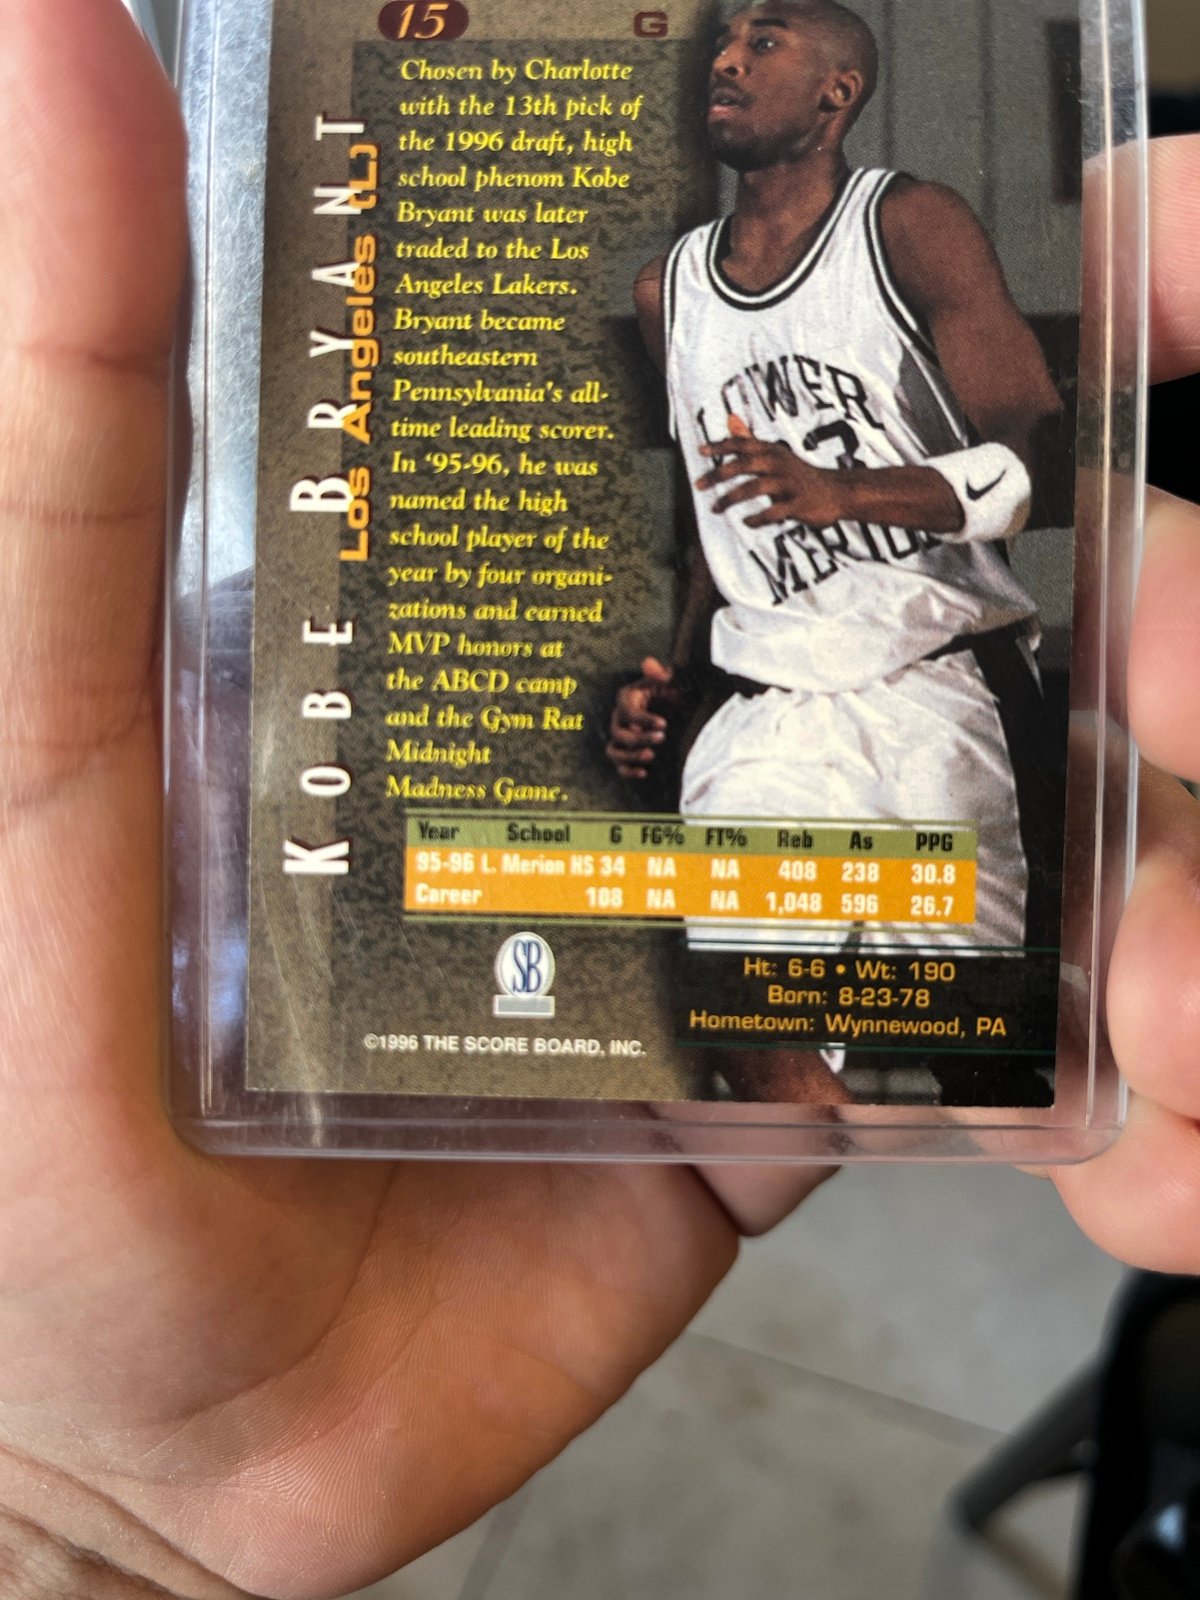 15 G
Chosen by Charlotte
with the 13th pick of
the 1996 draft, high
school phenom Kobe
Bryant was later
traded to the Los
Angeles Lakers.
Bryant became
southeastern
Pennsylvania's all-
time leading scorer.
In '95-96, he was
named the high
school player of the
year by four organi-
zations and earned
MVP honors at
the ABCD camp
and the Gym Rat
Midnight
Madness Game.
KOBE BRYANT
Los Angeles (L)
LOWER
3
MERION
Year School G FG% FT% Reb As PPG
95-96 L. Merion HS 34 NA NA 408 238 30.8
Career 108 NA NA 1,048 596 26.7
SB
Ht: 6-6 • Wt: 190
Born: 8-23-78
Hometown: Wynnewood, PA
©1996 THE SCORE BOARD, INC.